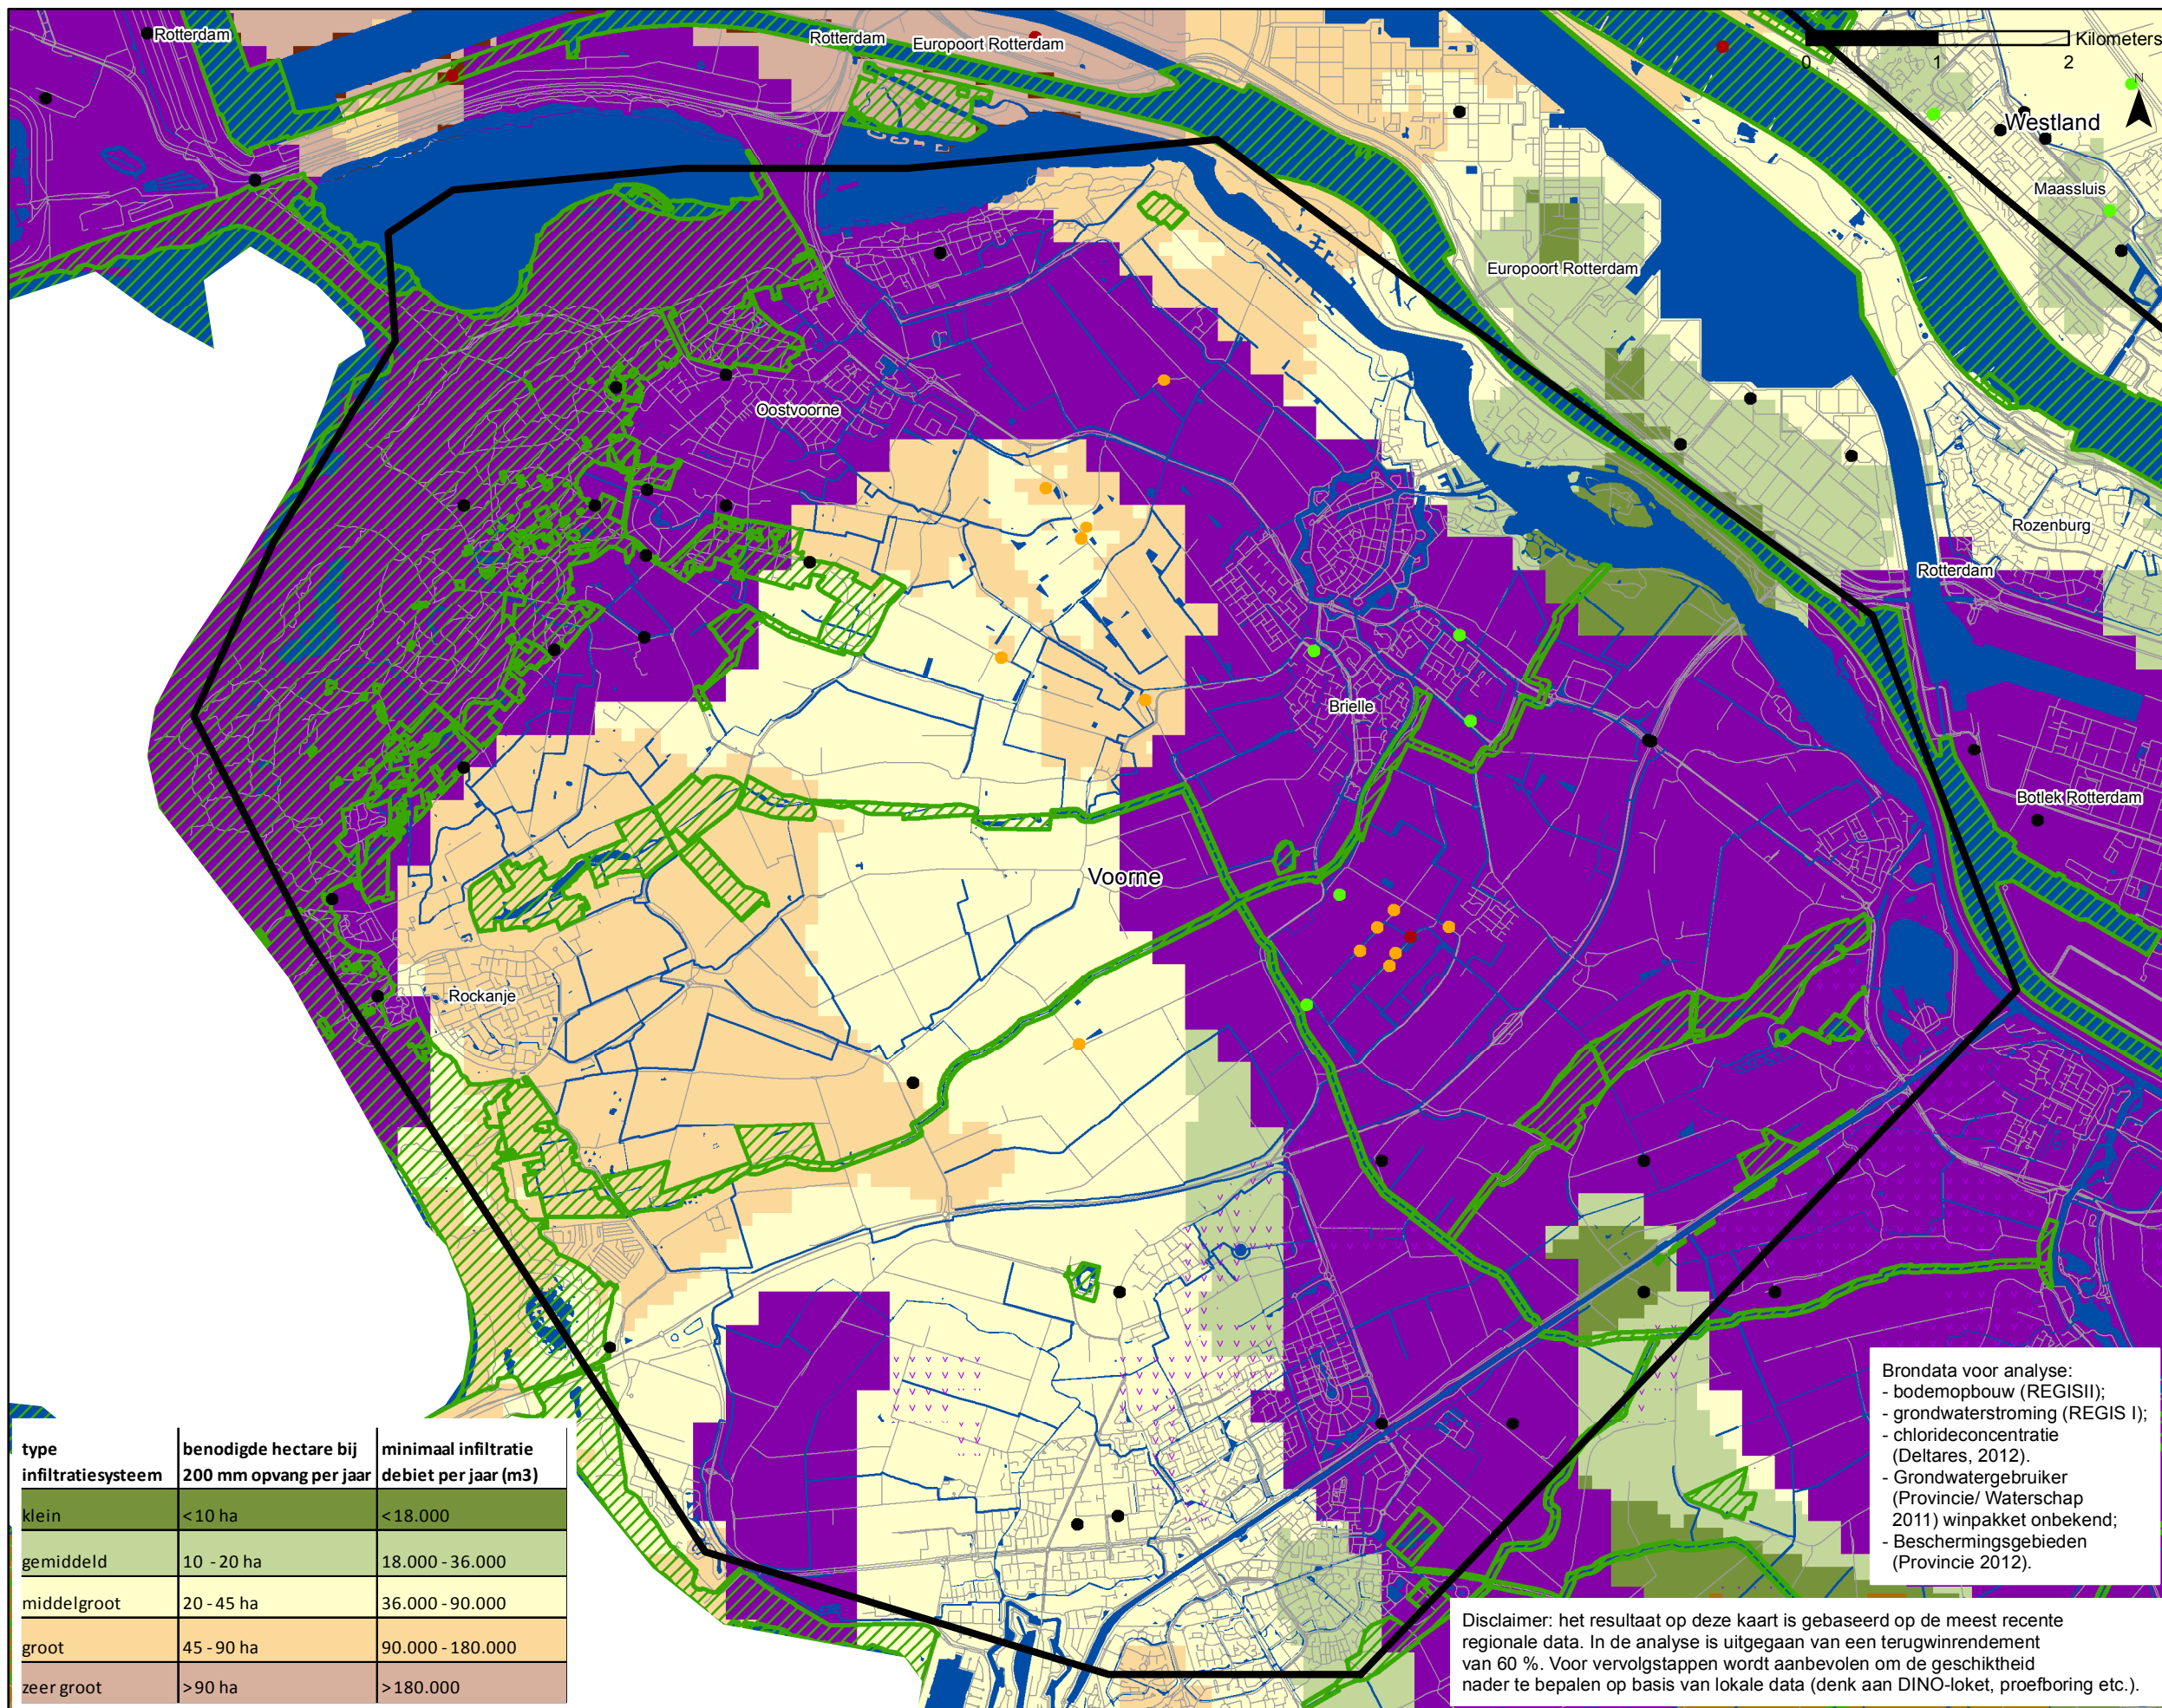 Rotterdam
Rotterdam
Europoort Rotterdam
Kilometers
0 1 2
N
Westland
Maassluis
Europoort Rotterdam
Oostvoorne
Rozenburg
Rotterdam
Brielle
Botlek Rotterdam
Voorne
Rockanje
type infiltratiesysteem | benodigde hectare bij 200 mm opvang per jaar | minimaal infiltratie debiet per jaar (m3)
klein <10 ha <18.000
gemiddeld 10 - 20 ha 18.000 - 36.000
middelgroot 20 - 45 ha 36.000 - 90.000
groot 45 - 90 ha 90.000 - 180.000
zeer groot >90 ha >180.000
Brondata voor analyse:
- bodemopbouw (REGISII);
- grondwaterstroming (REGIS I);
- chlorideconcentratie
(Deltares, 2012).
- Grondwatergebruiker
(Provincie/ Waterschap
2011) winpakket onbekend;
- Beschermingsgebieden
(Provincie 2012).
Disclaimer: het resultaat op deze kaart is gebaseerd op de meest recente
regionale data. In de analyse is uitgegaan van een terugwinrendement
van 60 %. Voor vervolgstappen wordt aanbevolen om de geschiktheid
nader te bepalen op basis van lokale data (denk aan DINO-loket, proefboring etc.).